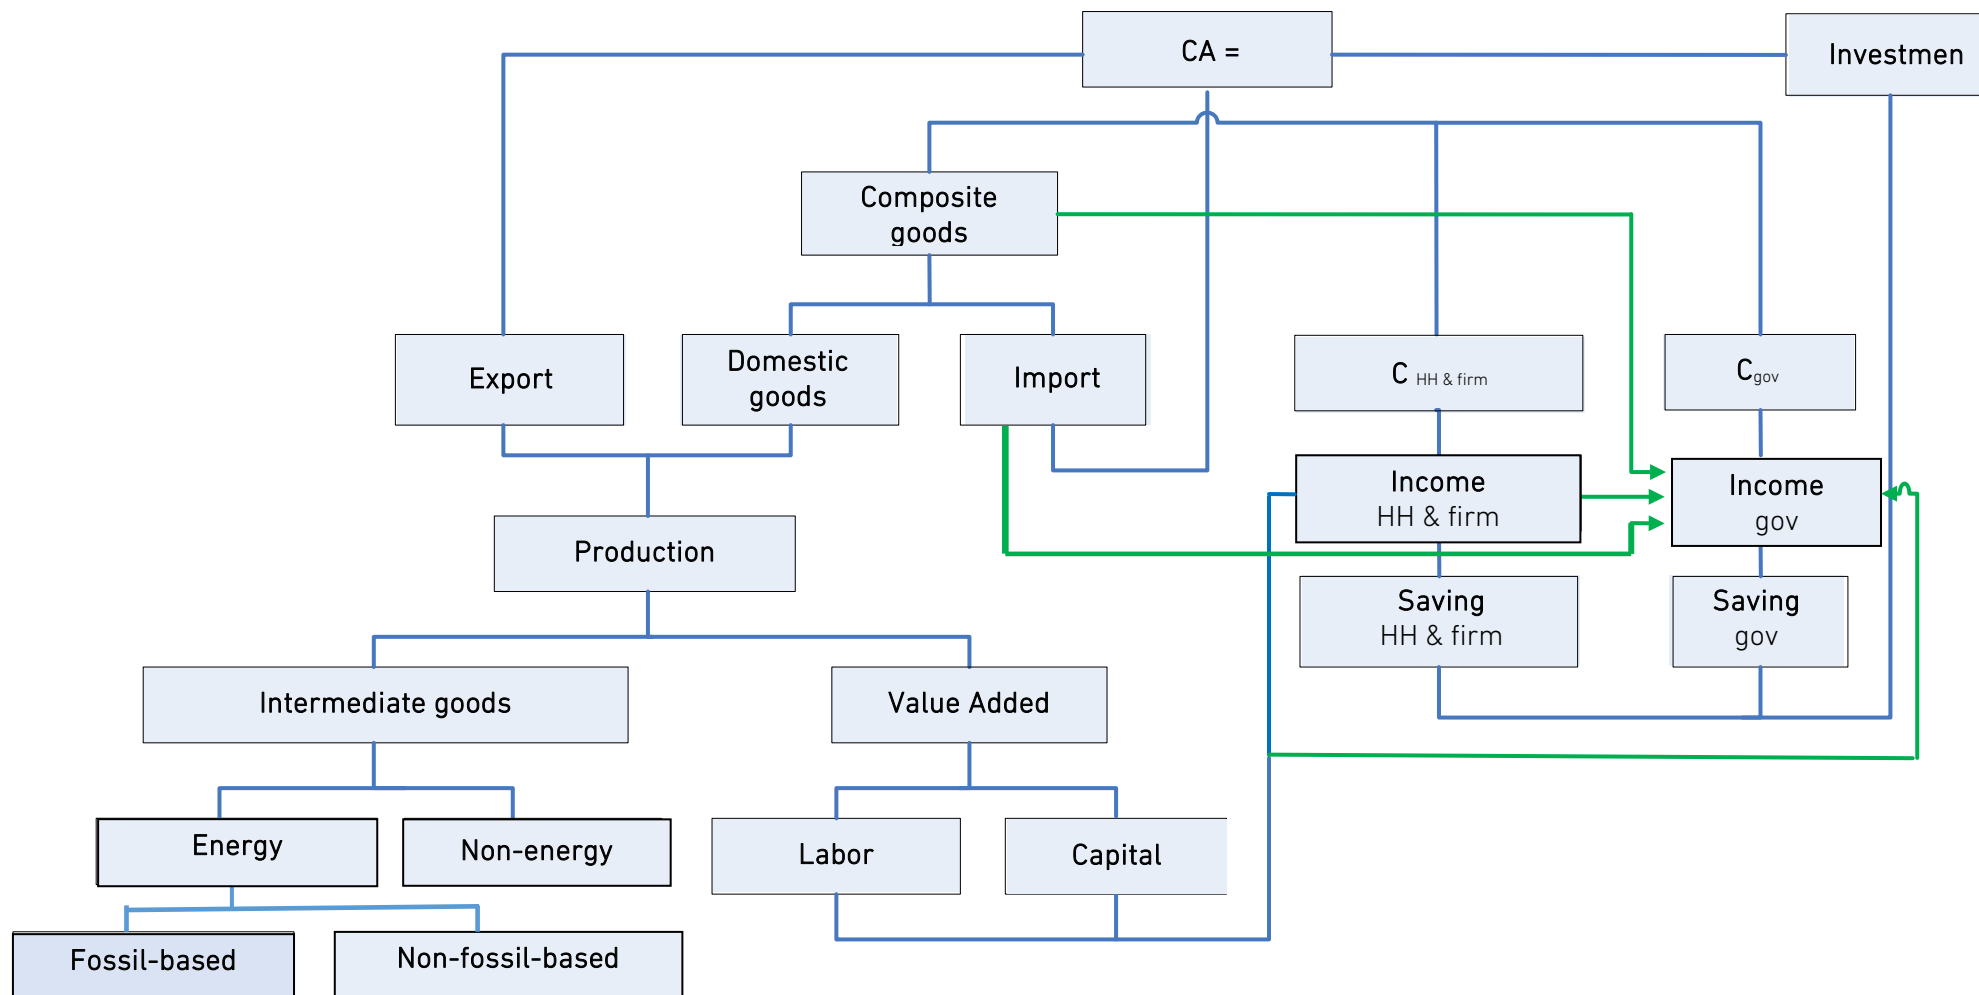 CA =
Investmen
Composite
goods
Export
Domestic
goods
Import
C HH & firm
Cgov
Income
HH & firm
Income
gov
Production
Saving
HH & firm
Saving
gov
Intermediate goods
Value Added
Energy
Non-energy
Labor
Capital
Fossil-based
Non-fossil-based